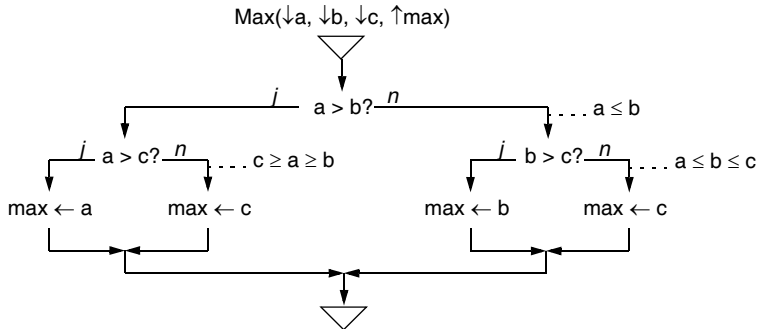 Max(↓a, ↓b, ↓c, ↑max)
j a > b? n
a ≤ b
j a > c? n
c ≥ a ≥ b
j b > c? n
a ≤ b ≤ c
max ← a
max ← c
max ← b
max ← c